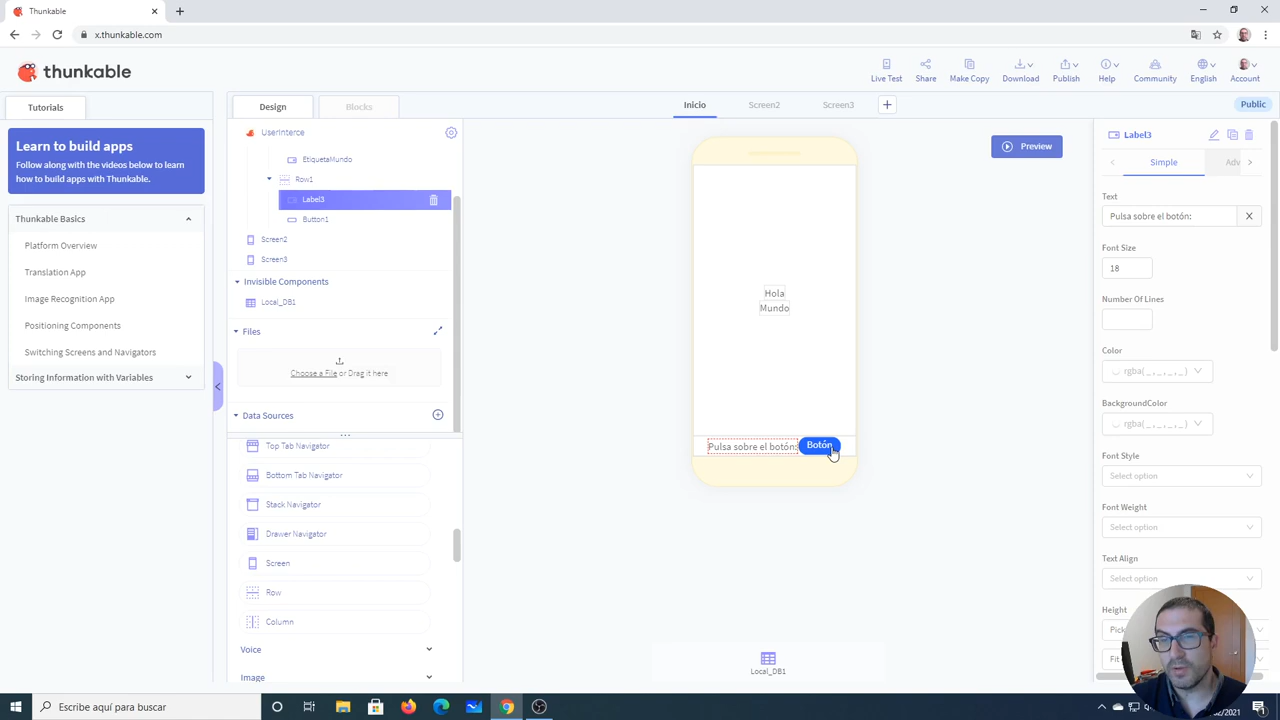 Thunkable
x.thunkable.com
thunkable
Live Test
Share
Make Copy
Download
Publish
Help
Community
English
Account
Tutorials
Design
Blocks
Inicio
Screen2
Screen3
Public
Learn to build apps
Follow along with the videos below to learn
how to build apps with Thunkable.
Thunkable Basics
Platform Overview
Translation App
Image Recognition App
Positioning Components
Switching Screens and Navigators
Storing Information with Variables
UserInterce
EtiquetaMundo
Row1
Label3
Button1
Screen2
Screen3
Invisible Components
Local_DB1
Files
Choose a File or Drag it here
Data Sources
Top Tab Navigator
Bottom Tab Navigator
Stack Navigator
Drawer Navigator
Screen
Row
Column
Voice
Image
Hola
Mundo
Pulsa sobre el botón:
Botón
Local_DB1
Preview
Label3
Simple
Adv
Text
Pulsa sobre el botón:
X
Font Size
18
Number Of Lines
Color
rgba( _ , _ , _ , _ )
BackgroundColor
rgba( _ , _ , _ , _ )
Font Style
Select option
Font Weight
Select option
Text Align
Select option
Height
Escribe aquí para buscar